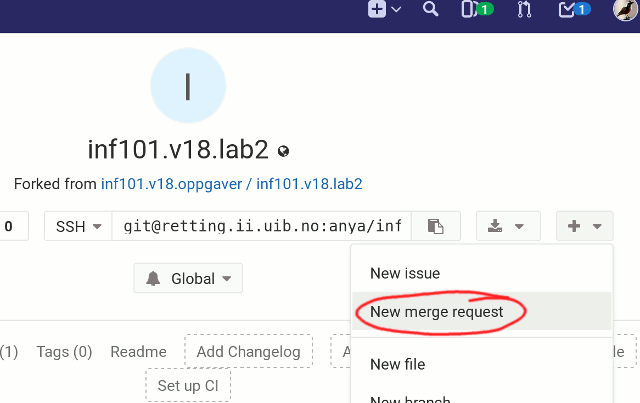 1
1
I
inf101.v18.lab2
Forked from inf101.v18.oppgaver / inf101.v18.lab2
0 SSH git@retting.ii.uib.no:anya/inf
Global
New issue
New merge request
(1) Tags (0) Readme Add Changelog
New file
Set up CI
New branch